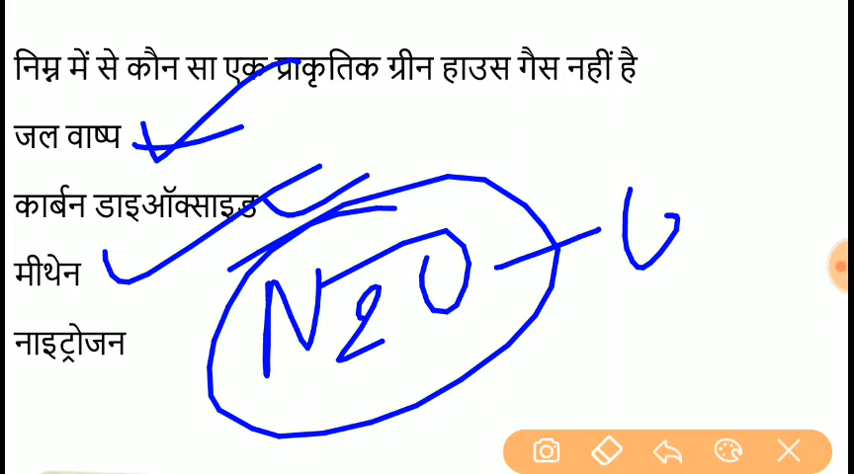 निम्न में से कौन सा एक प्राकृतिक ग्रीन हाउस गैस नहीं है
जल वाष्प
कार्बन डाइऑक्साइड
मीथेन
N2O
नाइट्रोजन